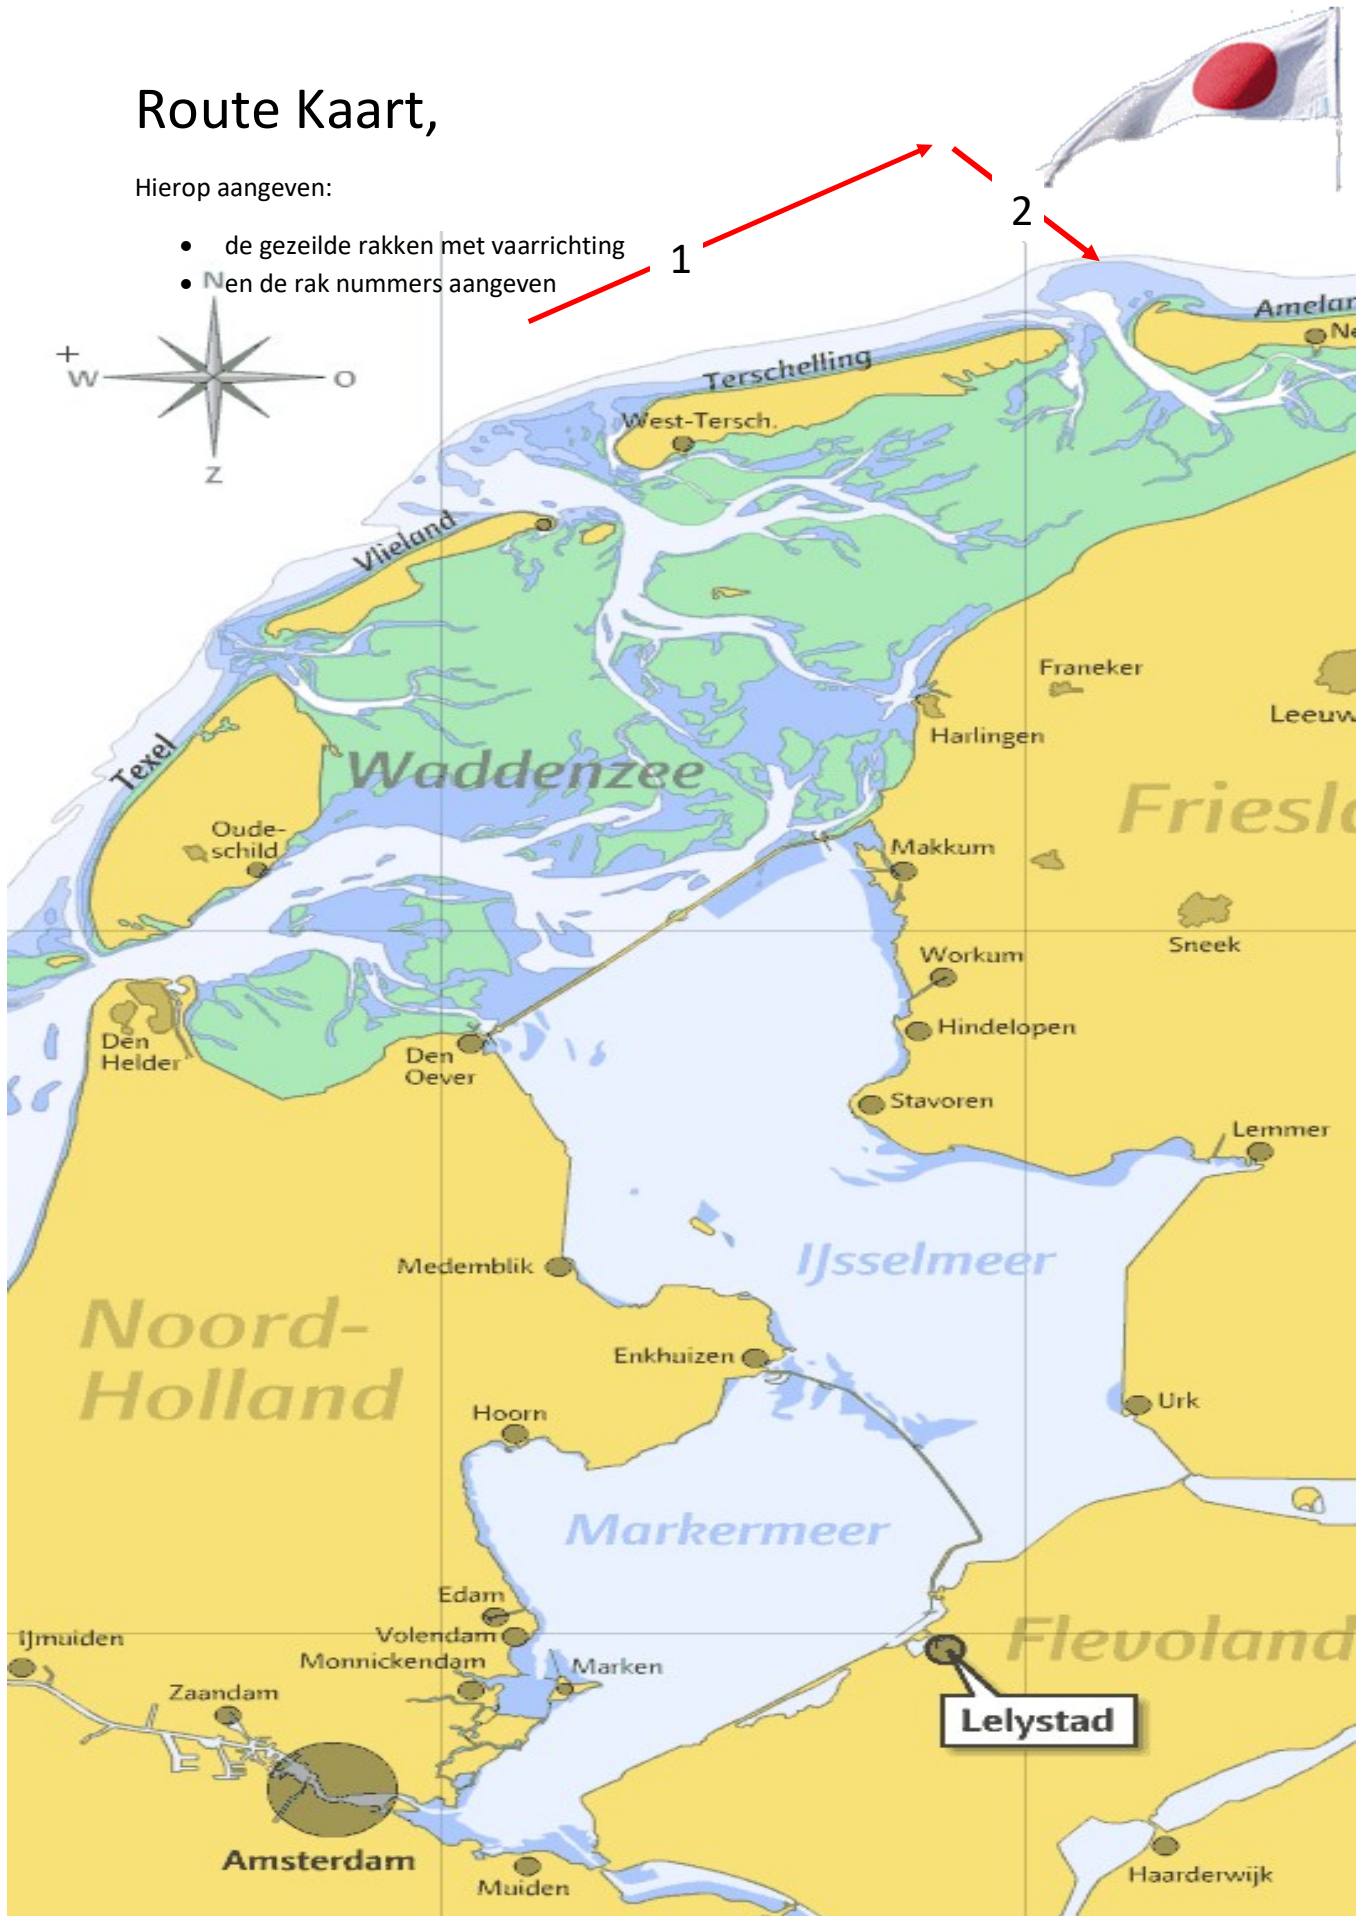 Route Kaart,
Hierop aangeven:
• de gezeilde rakken met vaarrichting
• en de rak nummers aangeven
1
2
N
W
O
Z
Terschelling
Amelan
Ne
West-Tersch.
Vlieland
Franeker
Leeuw
Harlingen
Texel
Waddenzee
Friesl
Oude-
schild
Makkum
Sneek
Workum
Hindelopen
Den
Helder
Den
Oever
Stavoren
Lemmer
IJsselmeer
Medemblik
Noord-
Holland
Enkhuizen
Urk
Hoorn
Markermeer
Edam
Volendam
Monnickendam
Marken
IJmuiden
Zaandam
Flevoland
Lelystad
Amsterdam
Muiden
Haarderwijk